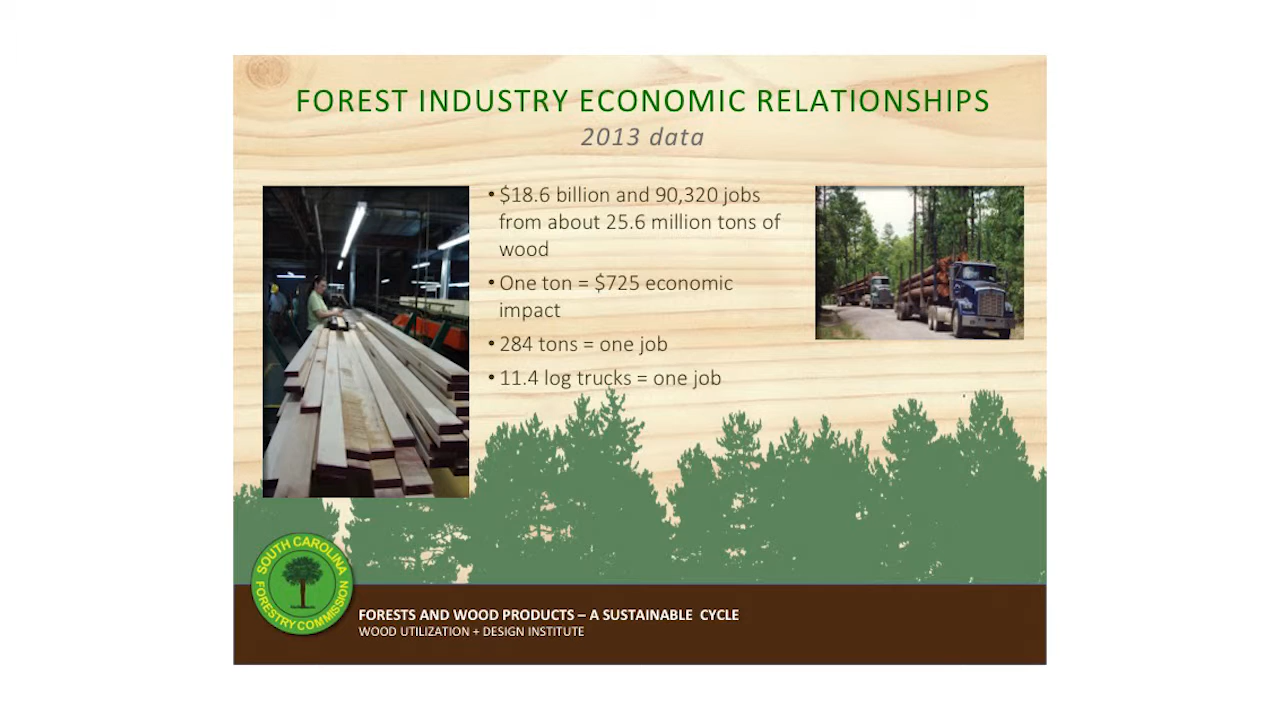 FOREST INDUSTRY ECONOMIC RELATIONSHIPS
2013 data
• $18.6 billion and 90,320 jobs
from about 25.6 million tons of
wood
• One ton = $725 economic
impact
• 284 tons = one job
• 11.4 log trucks = one job
SOUTH CAROLINA
FORESTRY COMMISSION
FORESTS AND WOOD PRODUCTS – A SUSTAINABLE CYCLE
WOOD UTILIZATION + DESIGN INSTITUTE